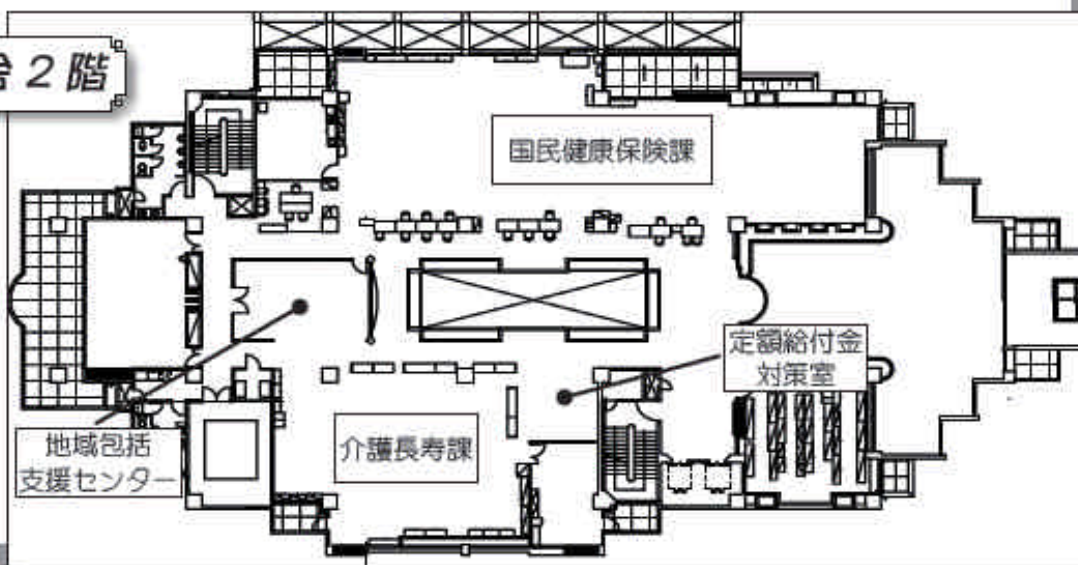 舎2階
国民健康保険課
定額給付金
対策室
地域包括
支援センター
介護長寿課